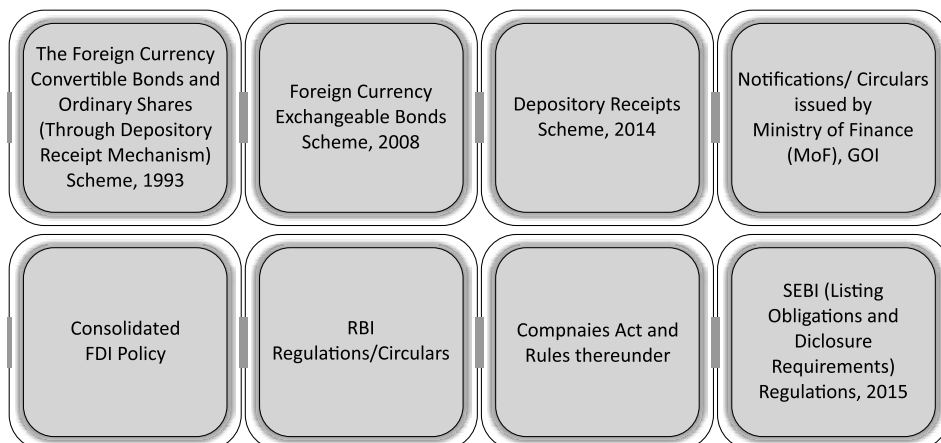 The Foreign Currency
Convertible Bonds and
Ordinary Shares
(Through Depository
Receipt Mechanism)
Scheme, 1993
Foreign Currency
Exchangeable Bonds
Scheme, 2008
Depository Receipts
Scheme, 2014
Notifications/ Circulars
issued by
Ministry of Finance
(MoF), GOI
Consolidated
FDI Policy
RBI
Regulations/Circulars
Compnaies Act and
Rules thereunder
SEBI (Listing
Obligations and
Diclosure
Requirements)
Regulations, 2015